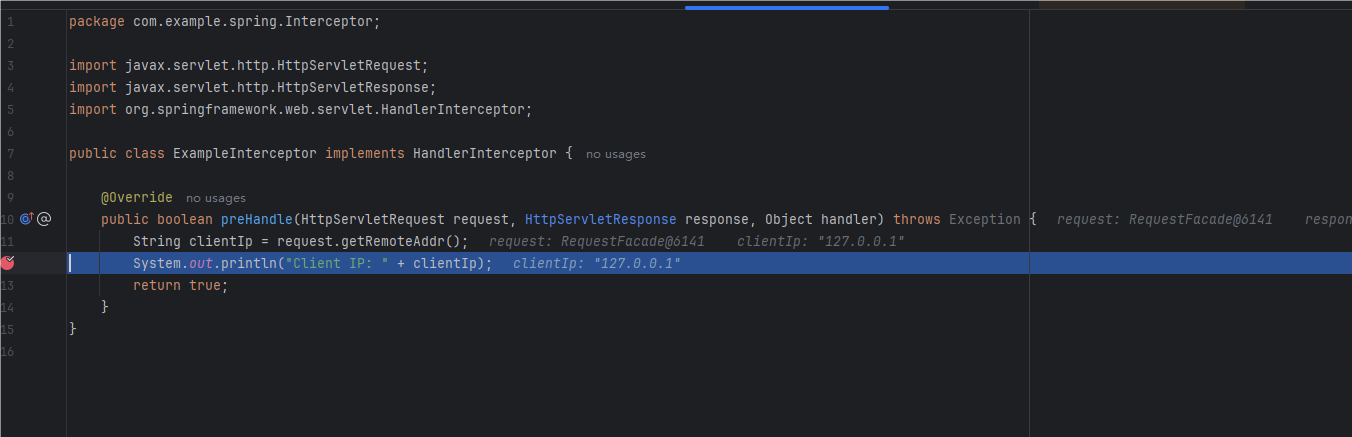 1 package com.example.spring.Interceptor;
2
3 import javax.servlet.http.HttpServletRequest;
4 import javax.servlet.http.HttpServletResponse;
5 import org.springframework.web.servlet.HandlerInterceptor;
6
7 public class ExampleInterceptor implements HandlerInterceptor { no usages
8
9 @Override no usages
10 @ public boolean preHandle(HttpServletRequest request, HttpServletResponse response, Object handler) throws Exception { request: RequestFacade@6141 respon
11 String clientIp = request.getRemoteAddr(); request: RequestFacade@6141 clientIp: "127.0.0.1"
System.out.println("Client IP: " + clientIp); clientIp: "127.0.0.1"
13 return true;
14 }
15 }
16